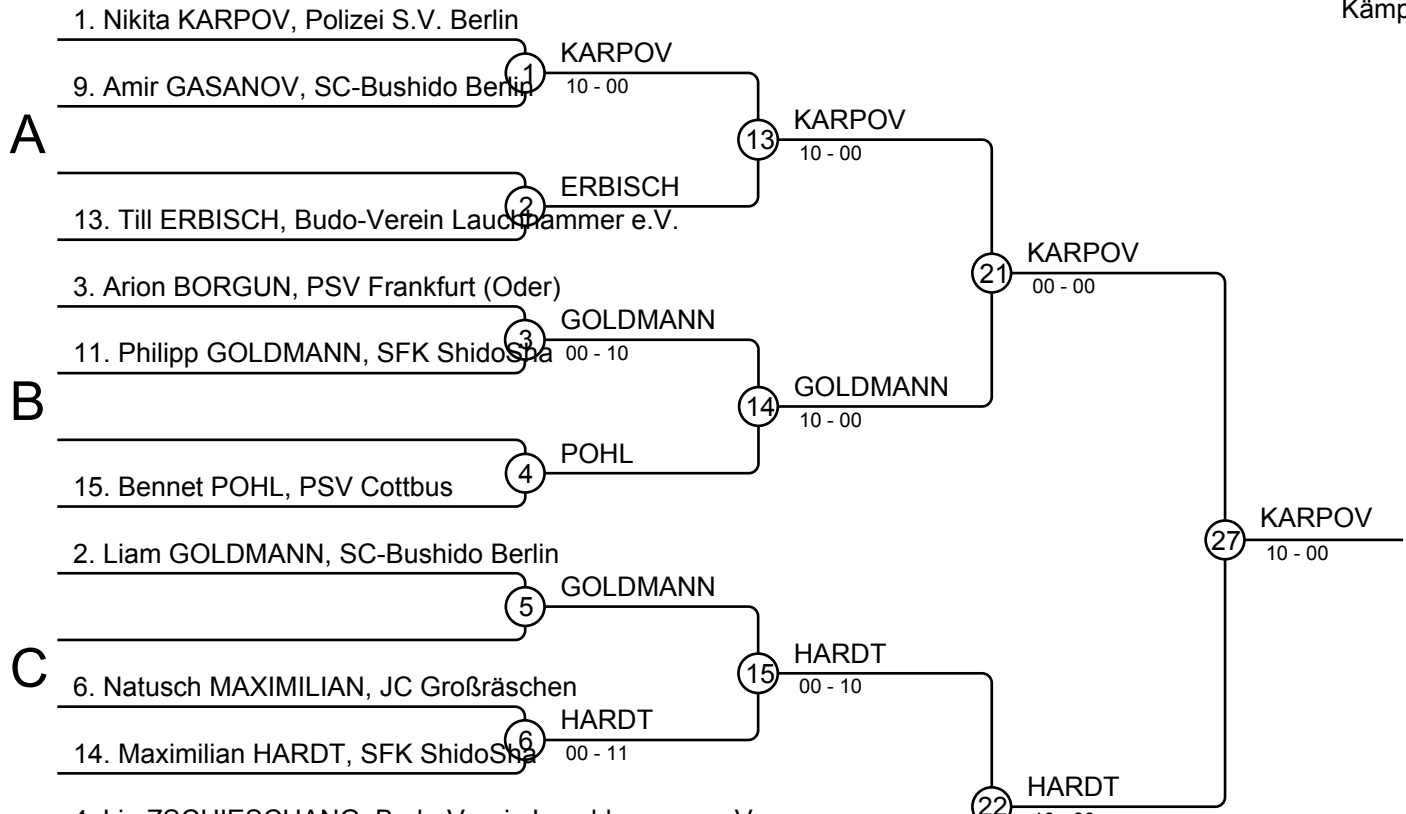 Kämp
1. Nikita KARPOV, Polizei S.V. Berlin
KARPOV
1
9. Amir GASANOV, SC-Bushido Berlin
10 - 00
A
KARPOV
13
10 - 00
ERBISCH
2
13. Till ERBISCH, Budo-Verein Lauchhammer e.V.
KARPOV
21
00 - 00
3. Arion BORGUN, PSV Frankfurt (Oder)
GOLDMANN
3
11. Philipp GOLDMANN, SFK ShidoSha
00 - 10
B
GOLDMANN
14
10 - 00
POHL
4
15. Bennet POHL, PSV Cottbus
KARPOV
27
10 - 00
2. Liam GOLDMANN, SC-Bushido Berlin
GOLDMANN
5
C
HARDT
15
00 - 10
6. Natusch MAXIMILIAN, JC Großräschen
HARDT
6
14. Maximilian HARDT, SFK ShidoSha
00 - 11
HARDT
22